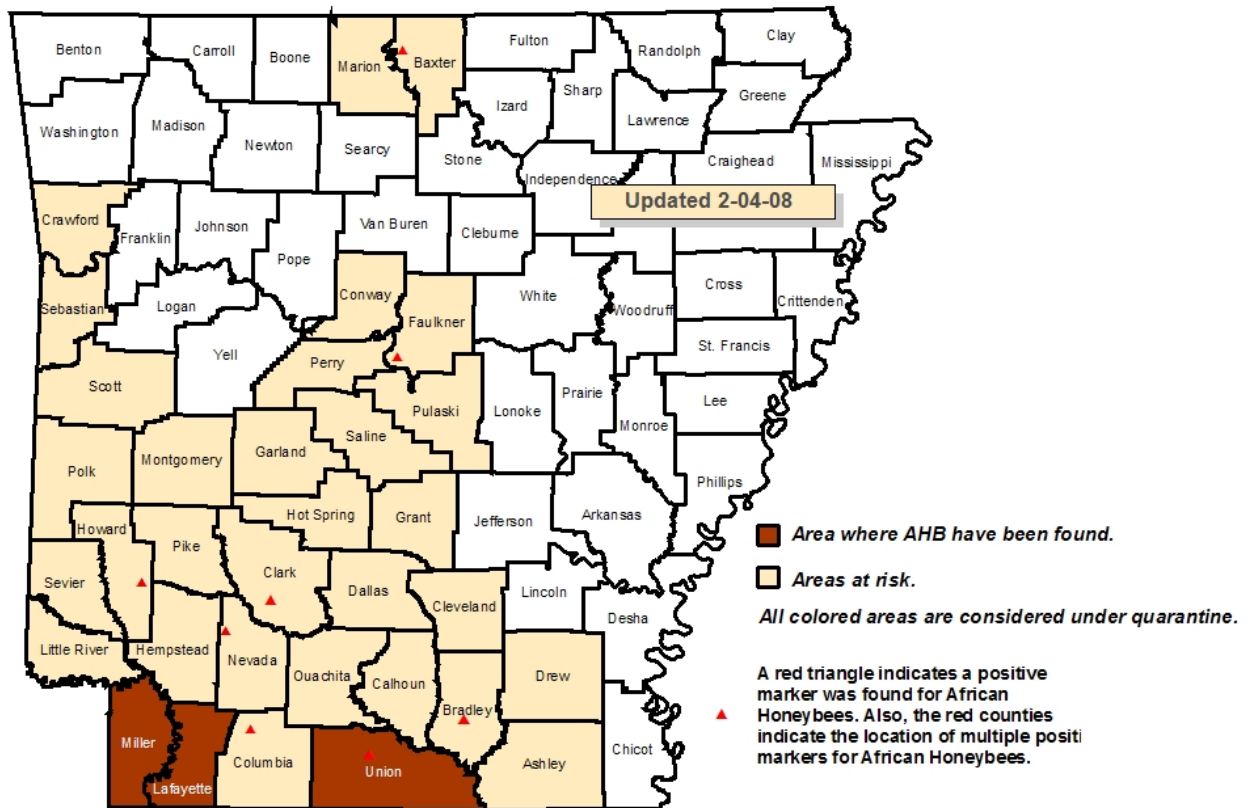 Benton
Carroll
Boone
Marion
Baxter
Fulton
Randolph
Clay
Izard
Sharp
Lawrence
Greene
Washington
Madison
Newton
Searcy
Stone
Independence
Craighead
Mississippi
Updated 2-04-08
Crawford
Franklin
Johnson
Pope
Van Buren
Cleburne
Sebastian
Logan
Conway
Faulkner
White
Woodruff
Cross
Crittenden
St. Francis
Scott
Yell
Perry
Pulaski
Lonoke
Prairie
Monroe
Lee
Polk
Montgomery
Garland
Saline
Phillips
Howard
Pike
Hot Spring
Grant
Jefferson
Arkansas
Sevier
Clark
Dallas
Cleveland
Lincoln
Desha
Little River
Hempstead
Nevada
Ouachita
Calhoun
Bradley
Drew
Miller
Lafayette
Columbia
Union
Ashley
Chicot
Area where AHB have been found.
Areas at risk.
All colored areas are considered under quarantine.
A red triangle indicates a positive
marker was found for African
Honeybees. Also, the red counties
indicate the location of multiple positi
markers for African Honeybees.